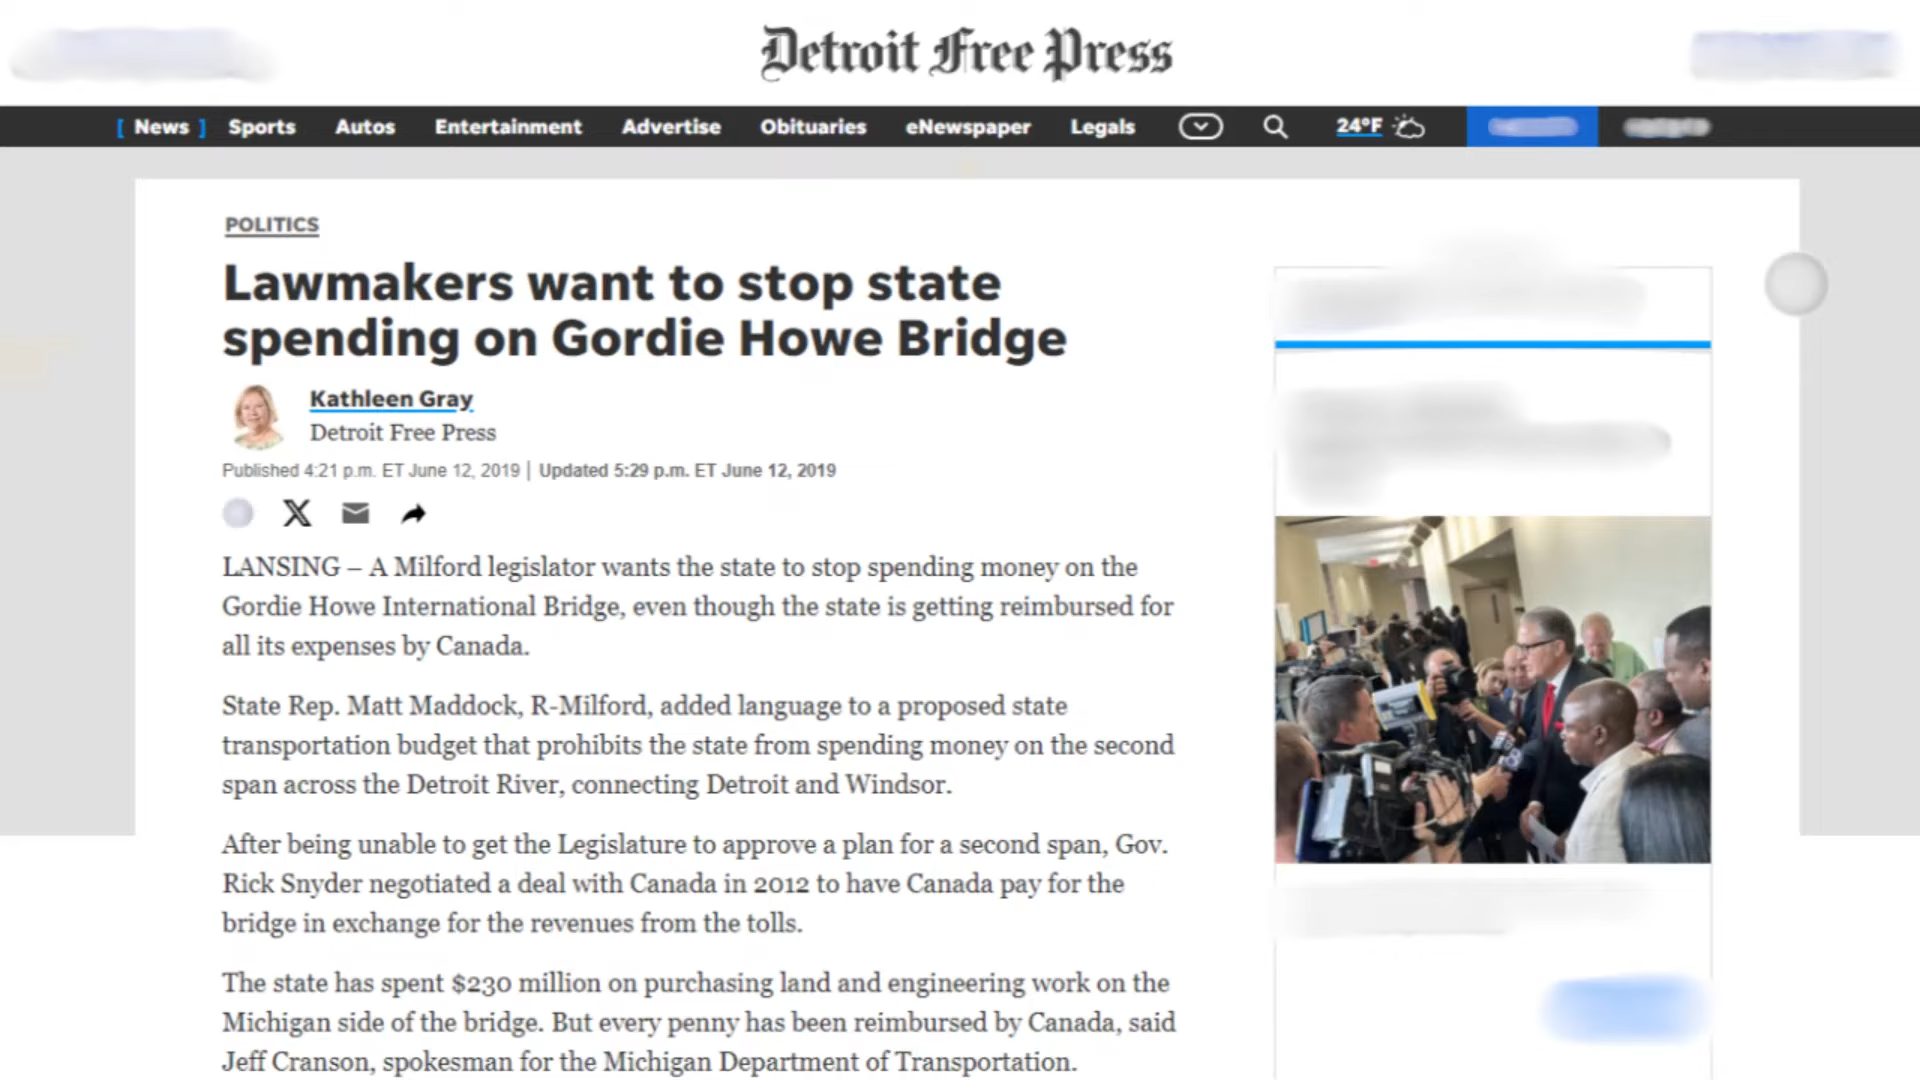 Detroit Free Press
[ News ] Sports Autos Entertainment Advertise Obituaries eNewspaper Legals 24°F
POLITICS
Lawmakers want to stop state
spending on Gordie Howe Bridge
Kathleen Gray
Detroit Free Press
Published 4:21 p.m. ET June 12, 2019 | Updated 5:29 p.m. ET June 12, 2019
LANSING – A Milford legislator wants the state to stop spending money on the
Gordie Howe International Bridge, even though the state is getting reimbursed for
all its expenses by Canada.
State Rep. Matt Maddock, R-Milford, added language to a proposed state
transportation budget that prohibits the state from spending money on the second
span across the Detroit River, connecting Detroit and Windsor.
After being unable to get the Legislature to approve a plan for a second span, Gov.
Rick Snyder negotiated a deal with Canada in 2012 to have Canada pay for the
bridge in exchange for the revenues from the tolls.
The state has spent $230 million on purchasing land and engineering work on the
Michigan side of the bridge. But every penny has been reimbursed by Canada, said
Jeff Cranson, spokesman for the Michigan Department of Transportation.